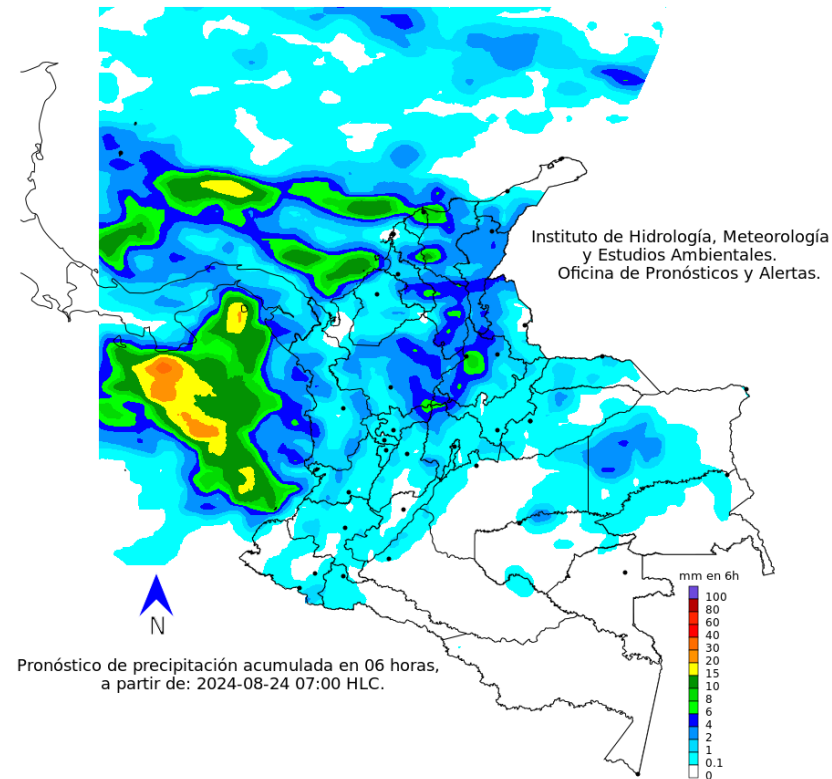 Instituto de Hidrología, Meteorología
y Estudios Ambientales.
Oficina de Pronósticos y Alertas.
mm en 6h
100
80
60
40
30
20
15
10
8
6
4
2
1
0.1
0
N
Pronóstico de precipitación acumulada en 06 horas,
a partir de: 2024-08-24 07:00 HLC.